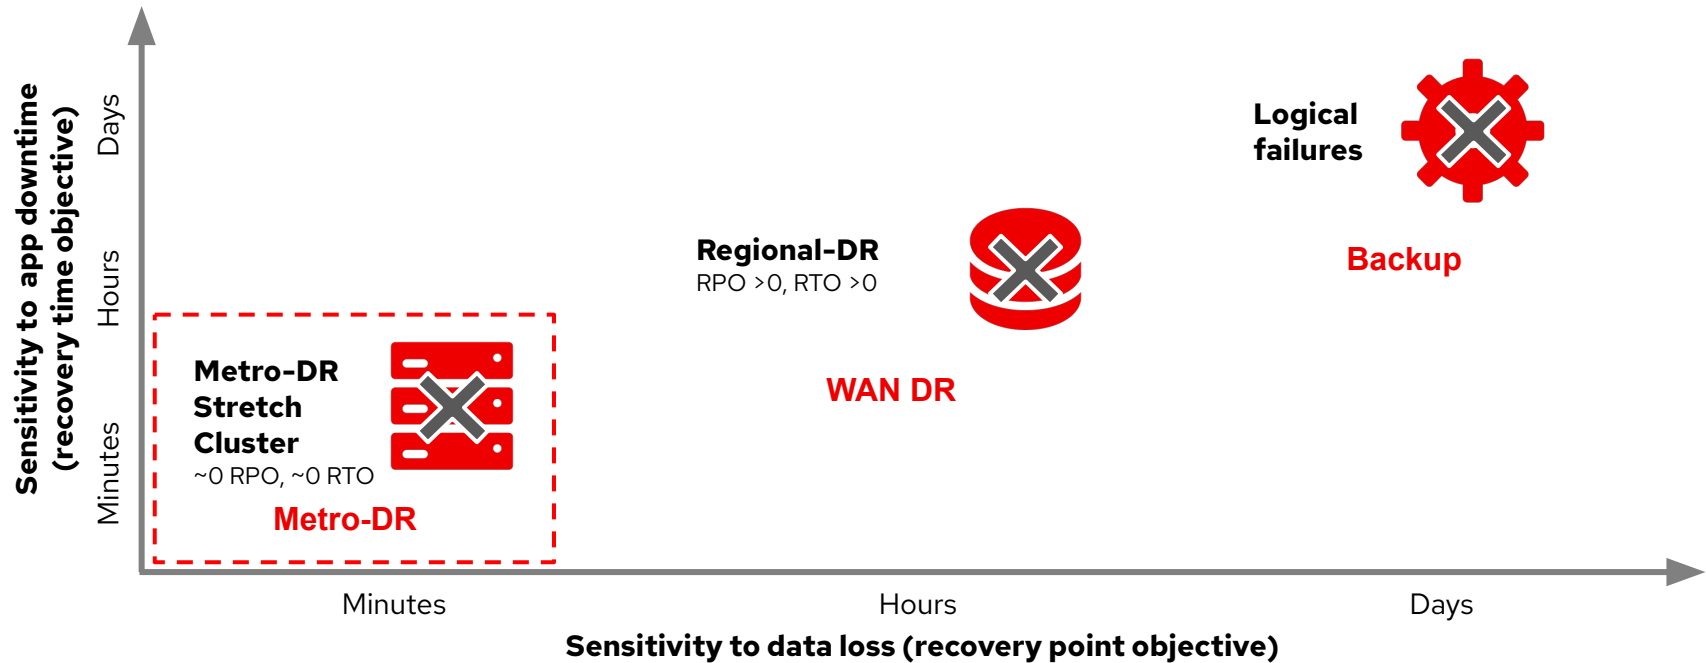 Sensitivity to app downtime
(recovery time objective)
Days
Hours
Minutes
Logical
failures
Backup
Regional-DR
RPO >0, RTO >0
WAN DR
Metro-DR
Stretch
Cluster
~0 RPO, ~0 RTO
Metro-DR
Minutes
Hours
Days
Sensitivity to data loss (recovery point objective)